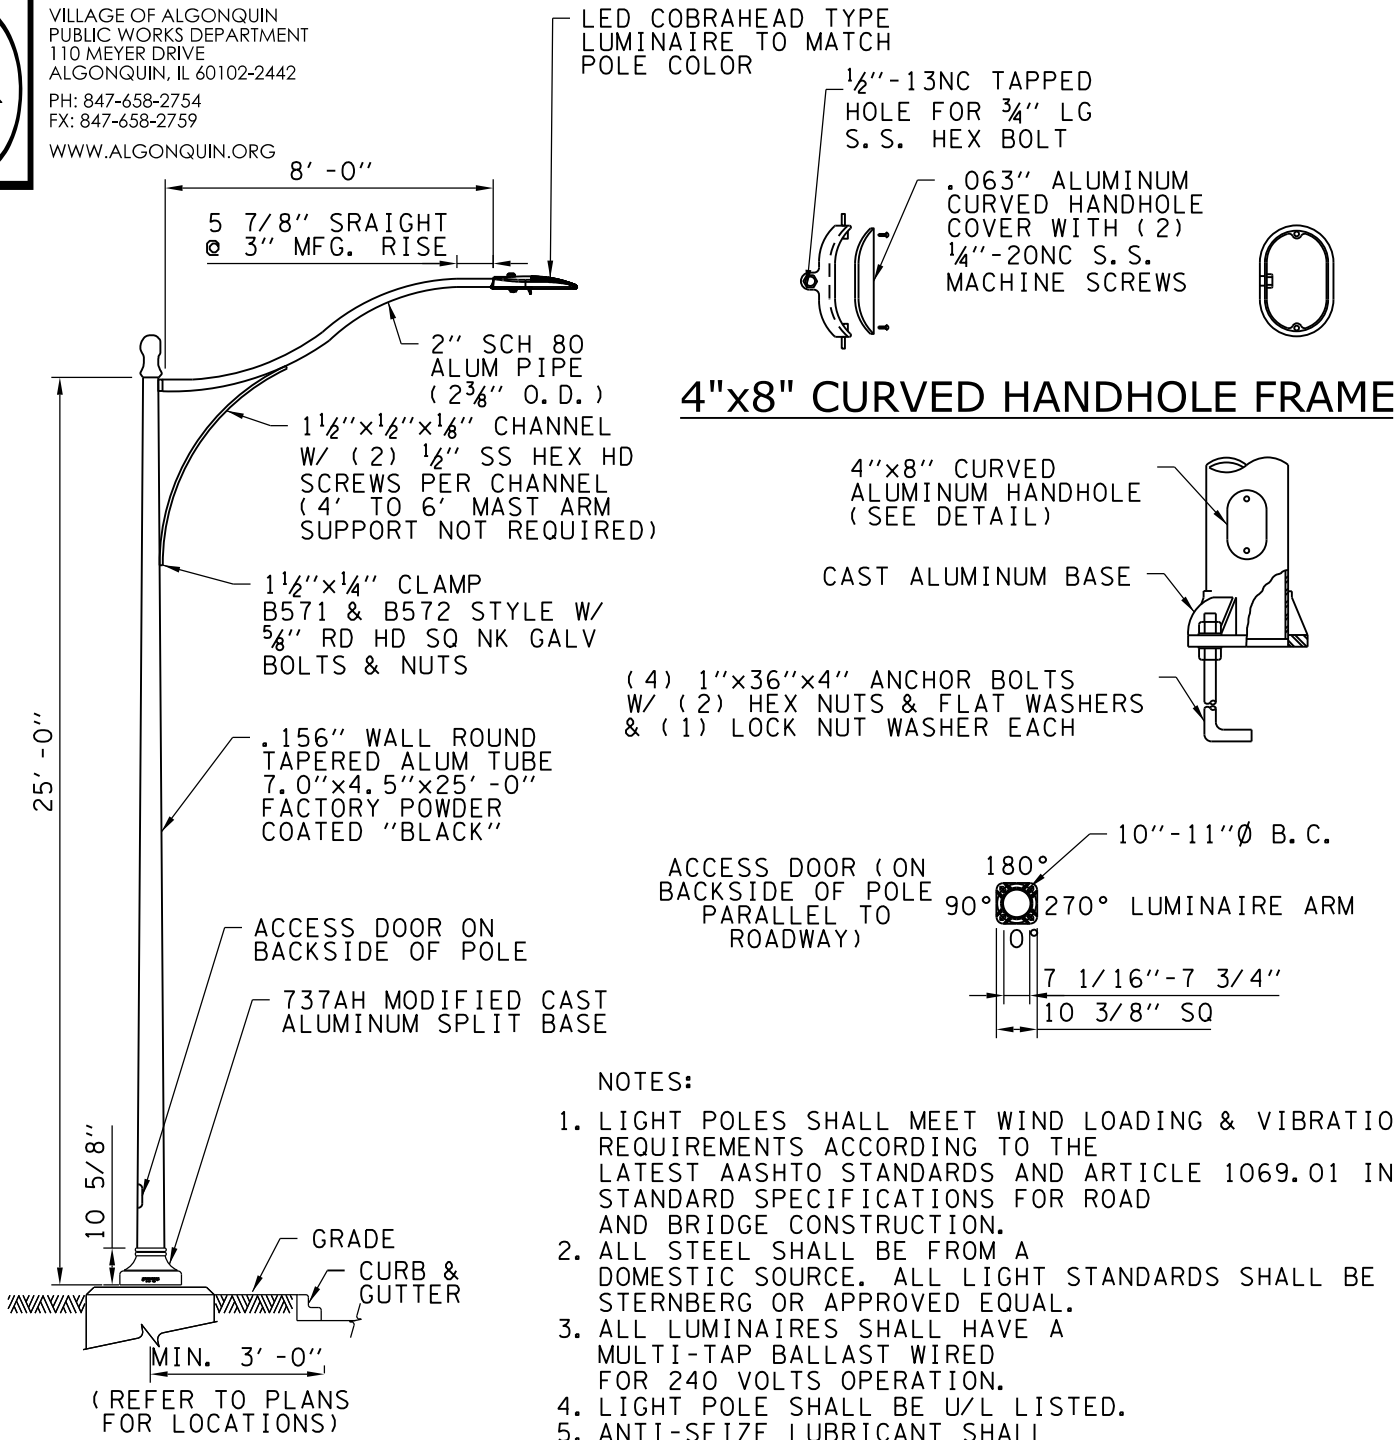 VILLAGE OF ALGONQUIN
PUBLIC WORKS DEPARTMENT
110 MEYER DRIVE
ALGONQUIN, IL 60102-2442
PH: 847-658-2754
FX: 847-658-2759
WWW.ALGONQUIN.ORG
LED COBRAHEAD TYPE
LUMINAIRE TO MATCH
POLE COLOR
½"-13NC TAPPED
HOLE FOR ¾" LG
S.S. HEX BOLT
.063" ALUMINUM
CURVED HANDHOLE
COVER WITH (2)
¼"-20NC S.S.
MACHINE SCREWS
8'-0"
5 7/8" SRAIGHT
@ 3" MFG. RISE
2" SCH 80
ALUM PIPE
(2⅜" O.D.)
4"x8" CURVED HANDHOLE FRAME
1½"x½"x⅛" CHANNEL
W/ (2) ½" SS HEX HD
SCREWS PER CHANNEL
(4' TO 6' MAST ARM
SUPPORT NOT REQUIRED)
4"x8" CURVED
ALUMINUM HANDHOLE
(SEE DETAIL)
CAST ALUMINUM BASE
1½"x¼" CLAMP
B571 & B572 STYLE W/
⅝" RD HD SQ NK GALV
BOLTS & NUTS
(4) 1"x36"x4" ANCHOR BOLTS
W/ (2) HEX NUTS & FLAT WASHERS
& (1) LOCK NUT WASHER EACH
25'-0"
.156" WALL ROUND
TAPERED ALUM TUBE
7.0"x4.5"x25'-0"
FACTORY POWDER
COATED "BLACK"
10"-11"Ø B.C.
ACCESS DOOR (ON
BACKSIDE OF POLE
PARALLEL TO
ROADWAY)
180°
90°
270° LUMINAIRE ARM
0°
7 1/16"-7 3/4"
10 3/8" SQ
ACCESS DOOR ON
BACKSIDE OF POLE
737AH MODIFIED CAST
ALUMINUM SPLIT BASE
10 5/8"
GRADE
CURB &
GUTTER
MIN. 3'-0"
(REFER TO PLANS
FOR LOCATIONS)
NOTES:
1. LIGHT POLES SHALL MEET WIND LOADING & VIBRATIO
REQUIREMENTS ACCORDING TO THE
LATEST AASHTO STANDARDS AND ARTICLE 1069.01 IN
STANDARD SPECIFICATIONS FOR ROAD
AND BRIDGE CONSTRUCTION.
2. ALL STEEL SHALL BE FROM A
DOMESTIC SOURCE. ALL LIGHT STANDARDS SHALL BE
STERNBERG OR APPROVED EQUAL.
3. ALL LUMINAIRES SHALL HAVE A
MULTI-TAP BALLAST WIRED
FOR 240 VOLTS OPERATION.
4. LIGHT POLE SHALL BE U/L LISTED.
5. ANTI-SEIZE LUBRICANT SHALL